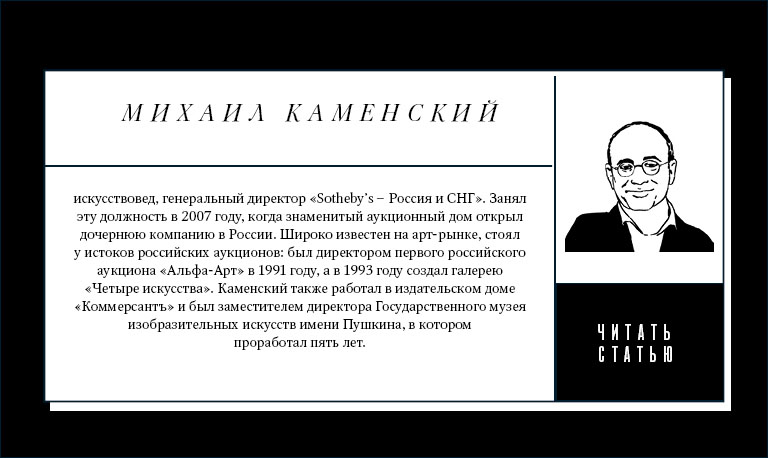 МИХАИЛ КАМЕНСКИЙ
искусствовед, генеральный директор «Sotheby’s – Россия и СНГ». Занял
эту должность в 2007 году, когда знаменитый аукционный дом открыл
дочернюю компанию в России. Широко известен на арт-рынке, стоял
у истоков российских аукционов: был директором первого российского
аукциона «Альфа-Арт» в 1991 году, а в 1993 году создал галерею
«Четыре искусства». Каменский также работал в издательском доме
«Коммерсантъ» и был заместителем директора Государственного музея
изобразительных искусств имени Пушкина, в котором
проработал пять лет.
ЧИТАТЬ
СТАТЬЮ